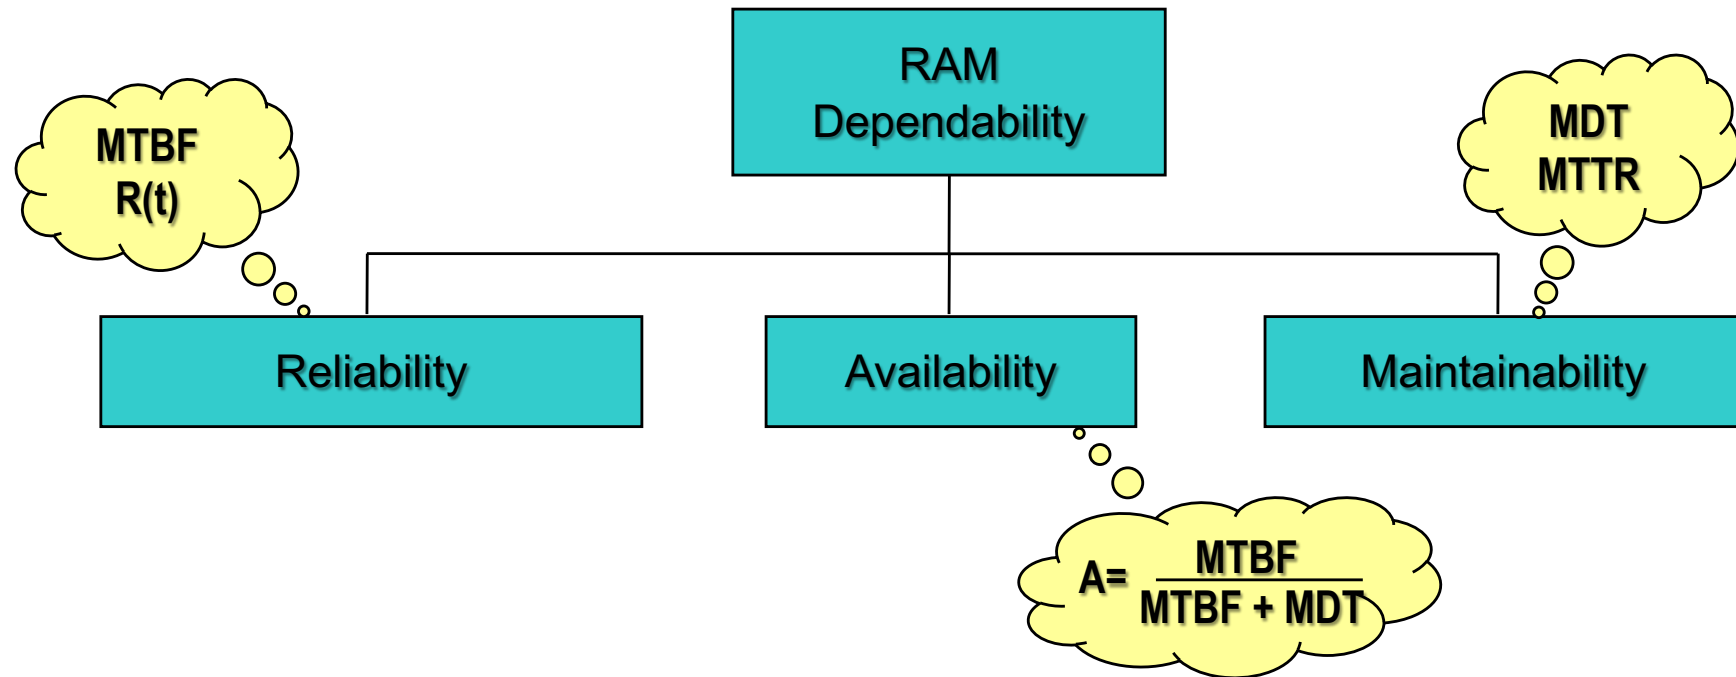 RAM
Dependability
MTBF
R(t)
MDT
MTTR
Reliability
Availability
Maintainability
A= MTBF
MTBF + MDT